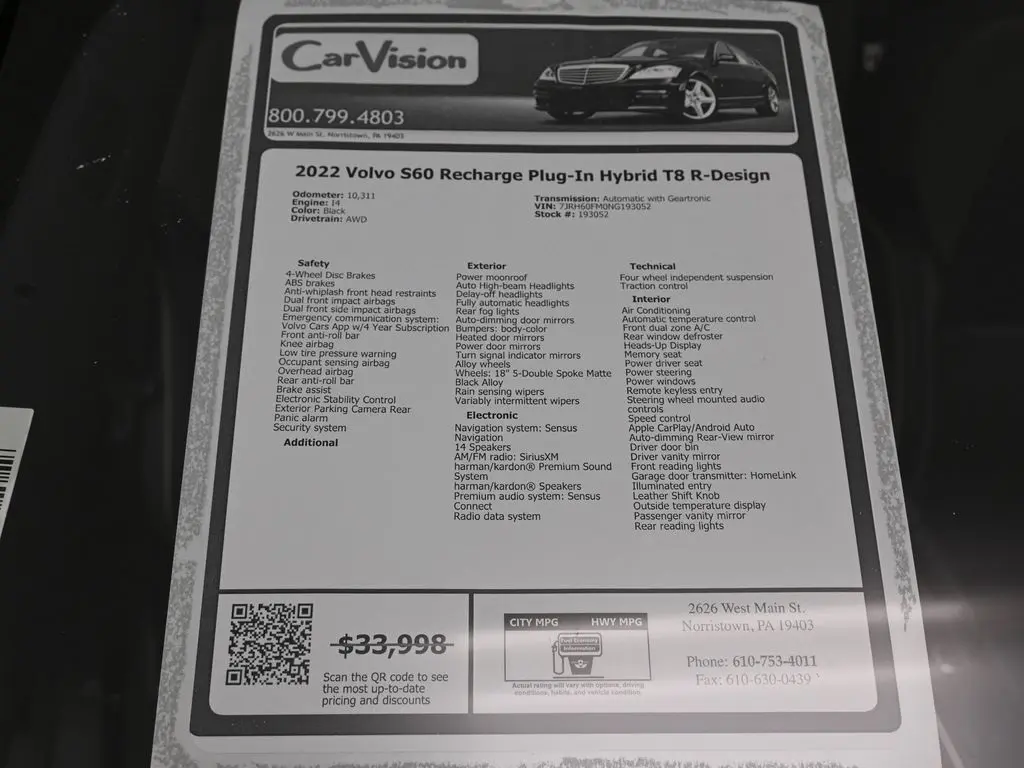 CarVision
800.799.4803
2626 W Main St. Norristown, PA 19403
2022 Volvo S60 Recharge Plug-In Hybrid T8 R-Design
Odometer: 10,311
Engine: I4
Color: Black
Drivetrain: AWD
Transmission: Automatic with Geartronic
VIN: 7JRH60FM0NG193052
Stock #: 193052
Safety
4-Wheel Disc Brakes
ABS brakes
Anti-whiplash front head restraints
Dual front impact airbags
Dual front side impact airbags
Emergency communication system:
Volvo Cars App w/4 Year Subscription
Front anti-roll bar
Knee airbag
Low tire pressure warning
Occupant sensing airbag
Overhead airbag
Rear anti-roll bar
Brake assist
Electronic Stability Control
Exterior Parking Camera Rear
Panic alarm
Security system
Additional
Exterior
Power moonroof
Auto High-beam Headlights
Delay-off headlights
Fully automatic headlights
Rear fog lights
Auto-dimming door mirrors
Bumpers: body-color
Heated door mirrors
Power door mirrors
Turn signal indicator mirrors
Alloy wheels
Wheels: 18" 5-Double Spoke Matte
Black Alloy
Rain sensing wipers
Variably intermittent wipers
Electronic
Navigation system: Sensus
Navigation
14 Speakers
AM/FM radio: SiriusXM
harman/kardon® Premium Sound
System
harman/kardon® Speakers
Premium audio system: Sensus
Connect
Radio data system
Technical
Four wheel independent suspension
Traction control
Interior
Air Conditioning
Automatic temperature control
Front dual zone A/C
Rear window defroster
Heads-Up Display
Memory seat
Power driver seat
Power steering
Power windows
Remote keyless entry
Steering wheel mounted audio
controls
Speed control
Apple CarPlay/Android Auto
Auto-dimming Rear-View mirror
Driver door bin
Driver vanity mirror
Front reading lights
Garage door transmitter: HomeLink
Illuminated entry
Leather Shift Knob
Outside temperature display
Passenger vanity mirror
Rear reading lights
$33,998
Scan the QR code to see
the most up-to-date
pricing and discounts
CITY MPG HWY MPG
Fuel Economy
Information
Actual rating will vary with options, driving
conditions, habits, and vehicle condition.
2626 West Main St.
Norristown, PA 19403
Phone: 610-753-4011
Fax: 610-630-0439